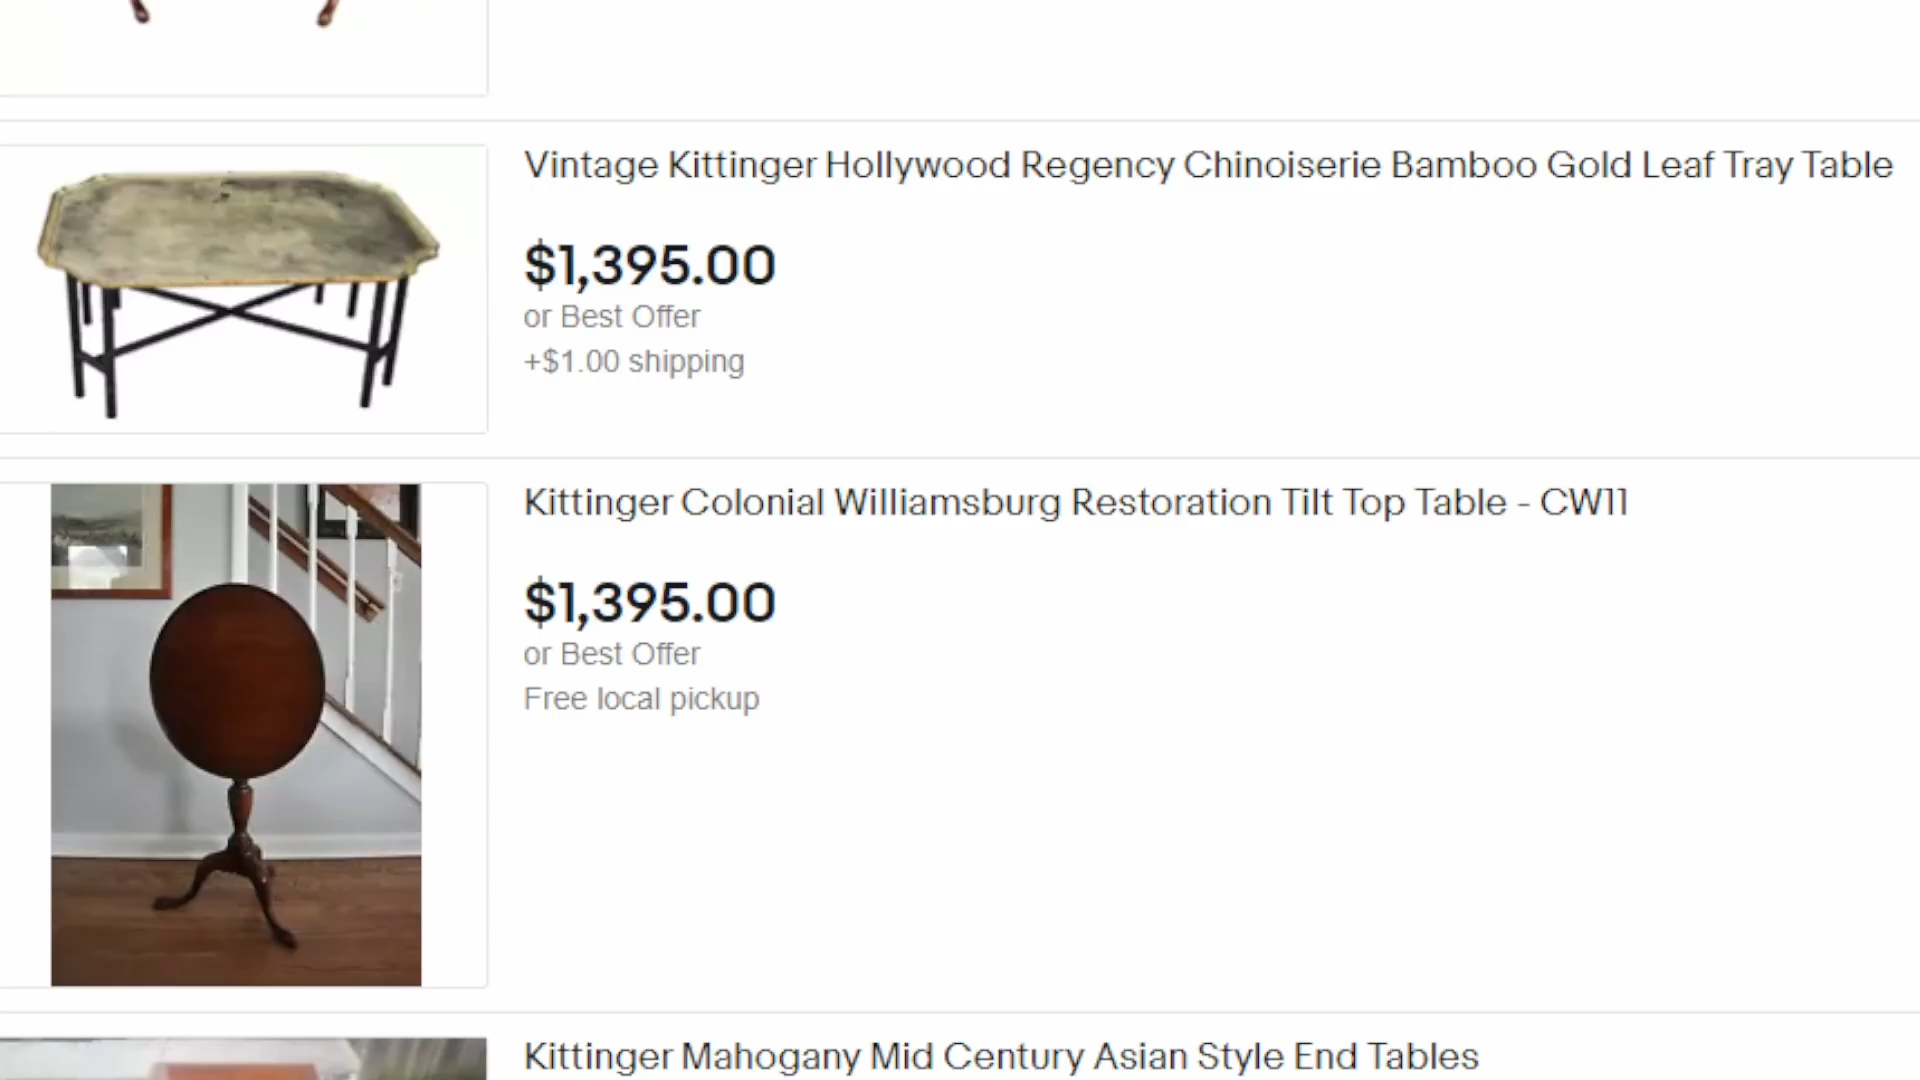 Vintage Kittinger Hollywood Regency Chinoiserie Bamboo Gold Leaf Tray Table
$1,395.00
or Best Offer
+$1.00 shipping
Kittinger Colonial Williamsburg Restoration Tilt Top Table - CW11
$1,395.00
or Best Offer
Free local pickup
Kittinger Mahogany Mid Century Asian Style End Tables